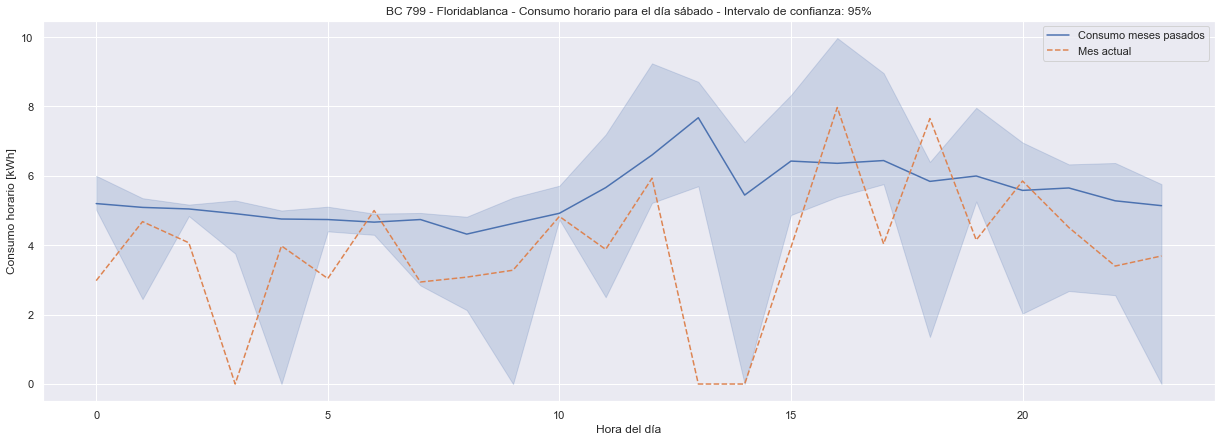 BC 799 - Floridablanca - Consumo horario para el día sábado - Intervalo de confianza: 95%
Consumo meses pasados
Mes actual
Consumo horario [kWh]
10
8
6
4
2
0
0 5 10 15 20
Hora del día